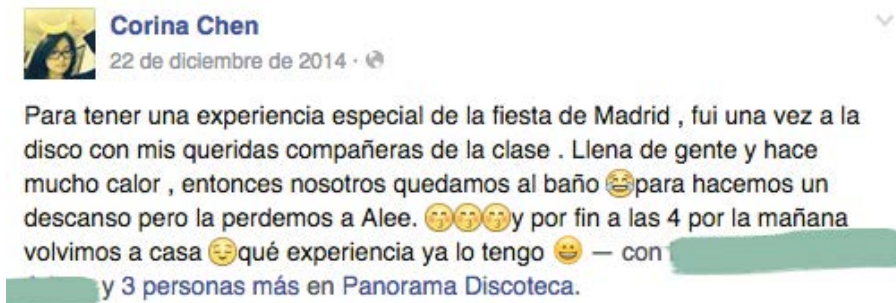 Corina Chen
22 de diciembre de 2014 ·
Para tener una experiencia especial de la fiesta de Madrid , fui una vez a la
disco con mis queridas compañeras de la clase . Llena de gente y hace
mucho calor , entonces nosotros quedamos al baño 😂para hacemos un
descanso pero la perdemos a Alee. 😙😙😙y por fin a las 4 por la mañana
volvimos a casa 😌qué experiencia ya lo tengo 😀 — con
y 3 personas más en Panorama Discoteca.